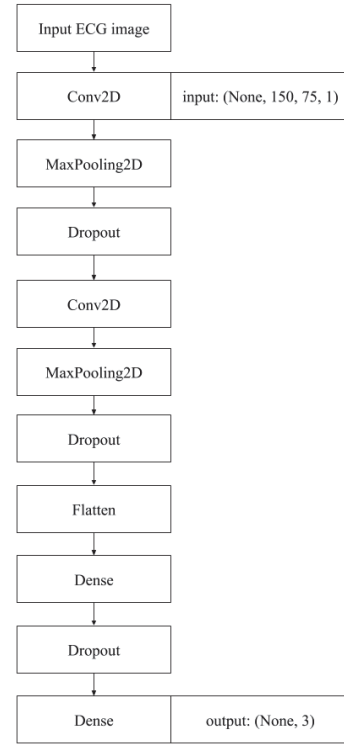 Input ECG image
Conv2D input: (None, 150, 75, 1)
MaxPooling2D
Dropout
Conv2D
MaxPooling2D
Dropout
Flatten
Dense
Dropout
Dense output: (None, 3)